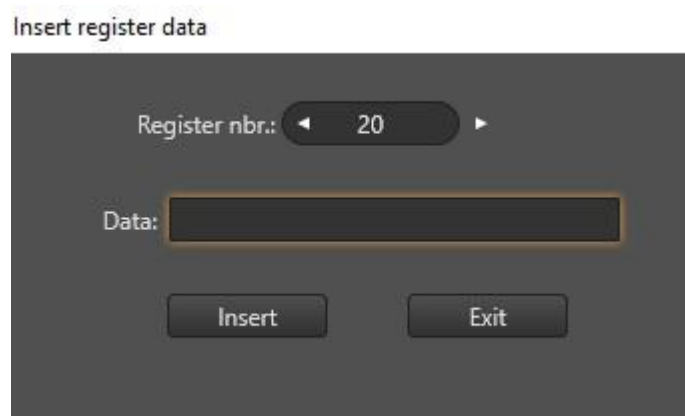 Insert register data
Register nbr.: 20
Data:
Insert Exit